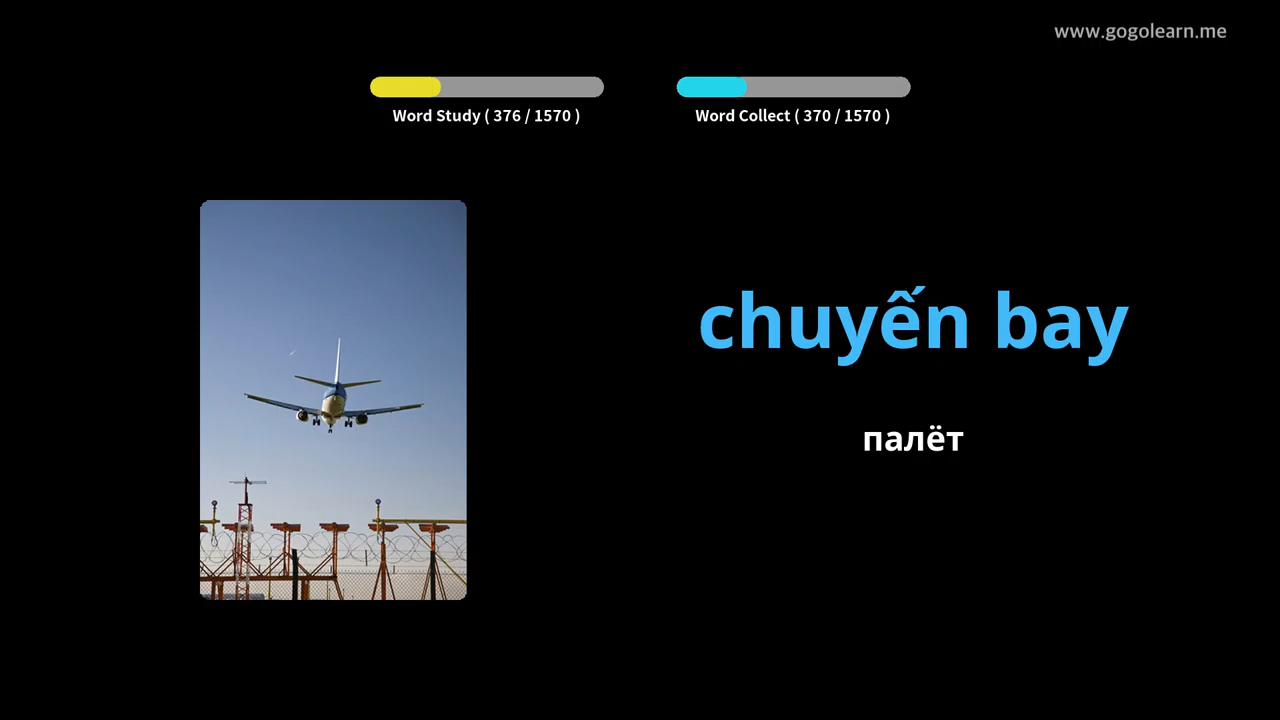 www.gogolearn.me
Word Study ( 376 / 1570 )
Word Collect ( 370 / 1570 )
chuyến bay
палёт